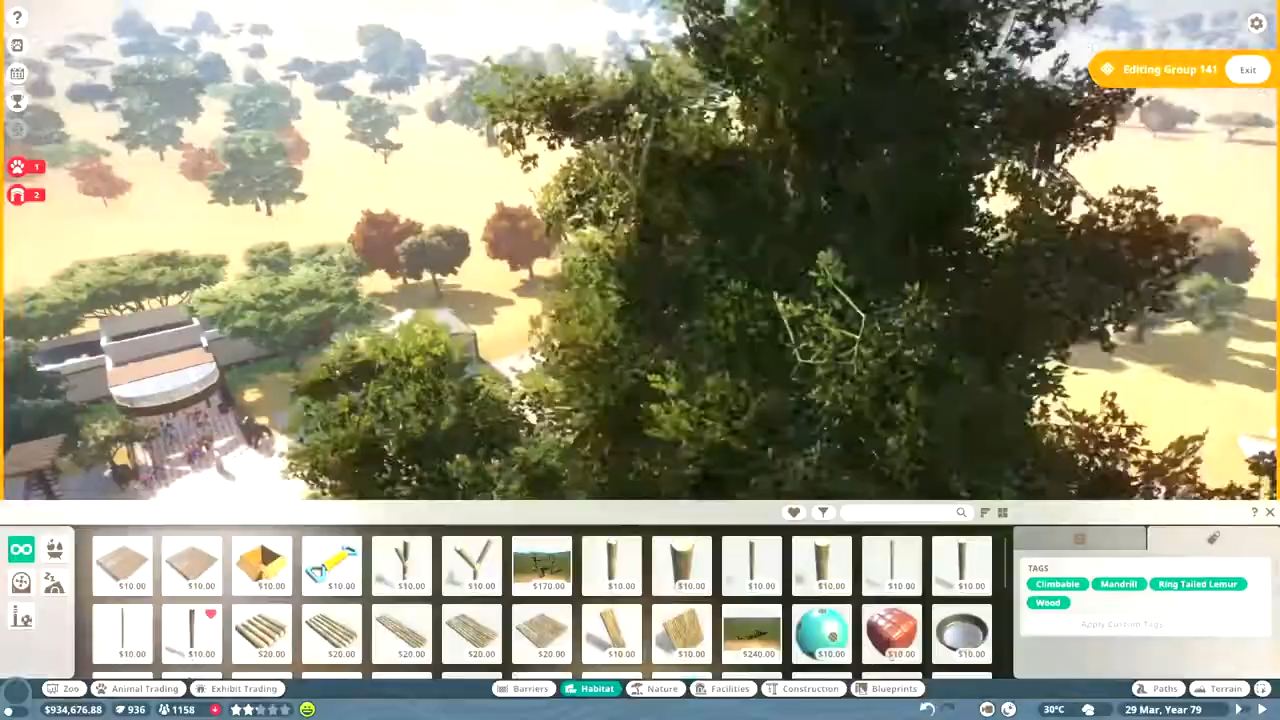 ?
Editing Group 141
Exit
1
2
? ×
$10.00 $10.00 $10.00 $10.00 $10.00 $10.00 $170.00 $10.00 $10.00 $10.00 $10.00 $10.00 $10.00
$10.00 $10.00 $20.00 $20.00 $20.00 $20.00 $20.00 $10.00 $10.00 $240.00 $10.00 $10.00 $10.00
TAGS
Climbable Mandrill Ring Tailed Lemur
Wood
Apply Custom Tags
Zoo Animal Trading Exhibit Trading Barriers Habitat Nature Facilities Construction Blueprints Paths Terrain
$934,676.88 936 1158 30°C 29 Mar, Year 79